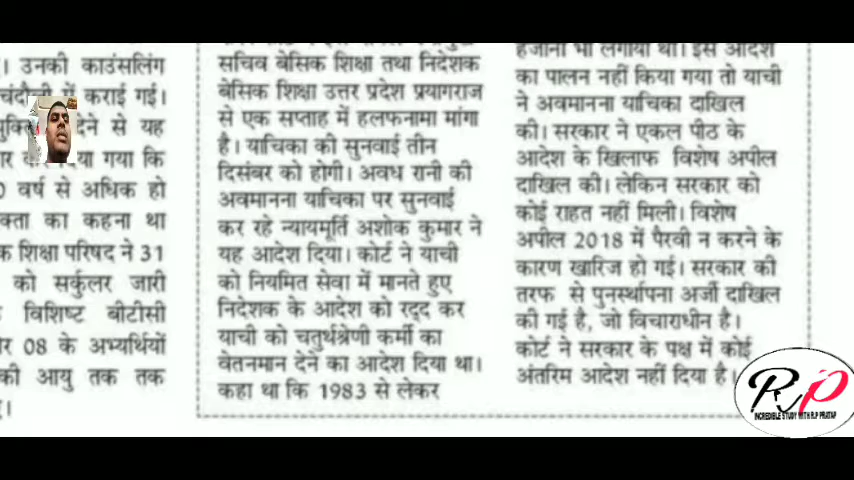 । उनकी काउंसलिंग
में कराई गई।
देने से यह
गया कि
वर्ष से अधिक हो
का कहना था
शिक्षा परिषद ने 31
को सर्कुलर जारी
विशिष्ट बीटीसी
08 के अभ्यर्थियों
की आयु तक तक
सचिव बेसिक शिक्षा तथा निदेशक
बेसिक शिक्षा उत्तर प्रदेश प्रयागराज
से एक सप्ताह में हलफनामा मांगा
है। याचिका की सुनवाई तीन
दिसंबर को होगी। अवध रानी की
अवमानना याचिका पर सुनवाई
कर रहे न्यायमूर्ति अशोक कुमार ने
यह आदेश दिया। कोर्ट ने याची
को नियमित सेवा में मानते हुए
निदेशक के आदेश को रद्द कर
याची को चतुर्थश्रेणी कर्मी का
वेतनमान देने का आदेश दिया था।
कहा था कि 1983 से लेकर
हर्जाना भी लगाया था। इस आदेश
का पालन नहीं किया गया तो याची
ने अवमानना याचिका दाखिल
की। सरकार ने एकल पीठ के
आदेश के खिलाफ विशेष अपील
दाखिल की। लेकिन सरकार को
कोई राहत नहीं मिली। विशेष
अपील 2018 में पैरवी न करने के
कारण खारिज हो गई। सरकार की
तरफ से पुनर्स्थापना अर्जी दाखिल
की गई है, जो विचाराधीन है।
कोर्ट ने सरकार के पक्ष में कोई
अंतरिम आदेश नहीं दिया है।
RP
INCREDIBLE STUDY WITH R.P PRATAP